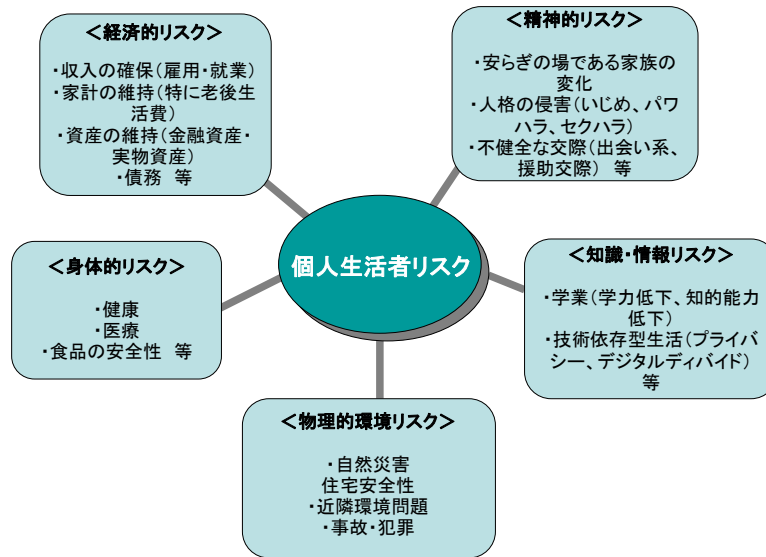 ＜経済的リスク＞
・収入の確保（雇用・就業）
・家計の維持（特に老後生
活費）
・資産の維持（金融資産・
実物資産）
・債務 等
＜精神的リスク＞
・安らぎの場である家族の
変化
・人格の侵害（いじめ、パワ
ハラ、セクハラ）
・不健全な交際（出会い系、
援助交際） 等
個人生活者リスク
＜身体的リスク＞
・健康
・医療
・食品の安全性 等
＜知識・情報リスク＞
・学業（学力低下、知的能力
低下）
・技術依存型生活（プライバ
シー、デジタルディバイド）
等
＜物理的環境リスク＞
・自然災害
住宅安全性
・近隣環境問題
・事故・犯罪